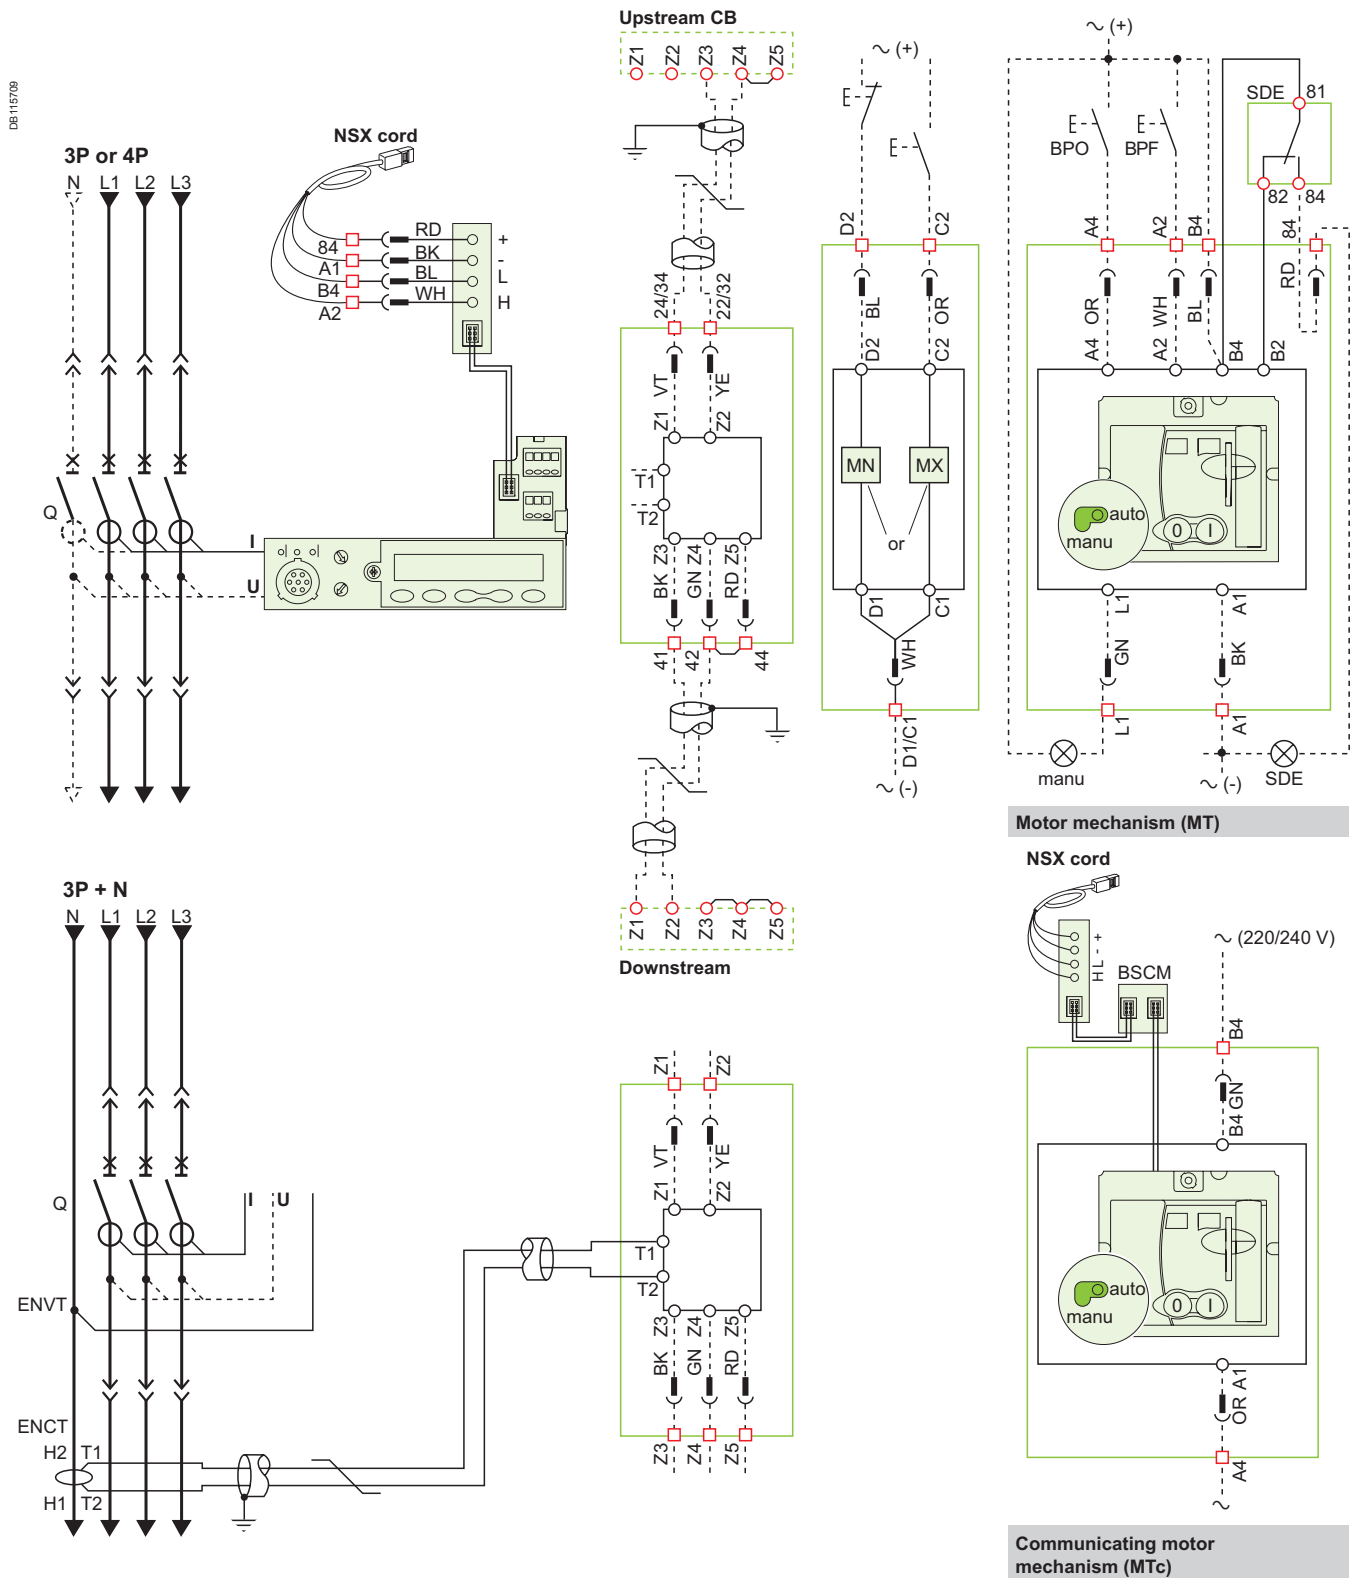 DB115709
Upstream CB
Z1 Z2 Z3 Z4 Z5
3P or 4P
N L1 L2 L3
Q
I
U
NSX cord
84 RD +
A1 BK -
B4 BL L
A2 WH H
24/34 22/32
VT YE
Z1 Z2
T1
T2
Z3 Z4 Z5
BK GN RD
41 42 44
Z1 Z2 Z3 Z4 Z5
Downstream
~ (+)
D2 C2
BL OR
D2 C2
MN MX
or
D1 C1
WH
D1/C1
~ (-)
~ (+)
BPO BPF
SDE 81
82 84
A4 A2 B4 84
OR WH BL RD
A4 A2 B4 B2
auto
manu
0 I
L1 A1
GN BK
L1 A1
manu
~ (-)
SDE
Motor mechanism (MT)
3P + N
N L1 L2 L3
Q
I U
ENVT
ENCT
H2 T1
H1 T2
Z1 Z2
VT YE
Z1 Z2
T1
T2
Z3 Z4 Z5
BK GN RD
Z3 Z4 Z5
NSX cord
+
-
L
H
BSCM
~ (220/240 V)
B4
GN
B4
auto
manu
0 I
A1
OR
A4
~
Communicating motor
mechanism (MTc)